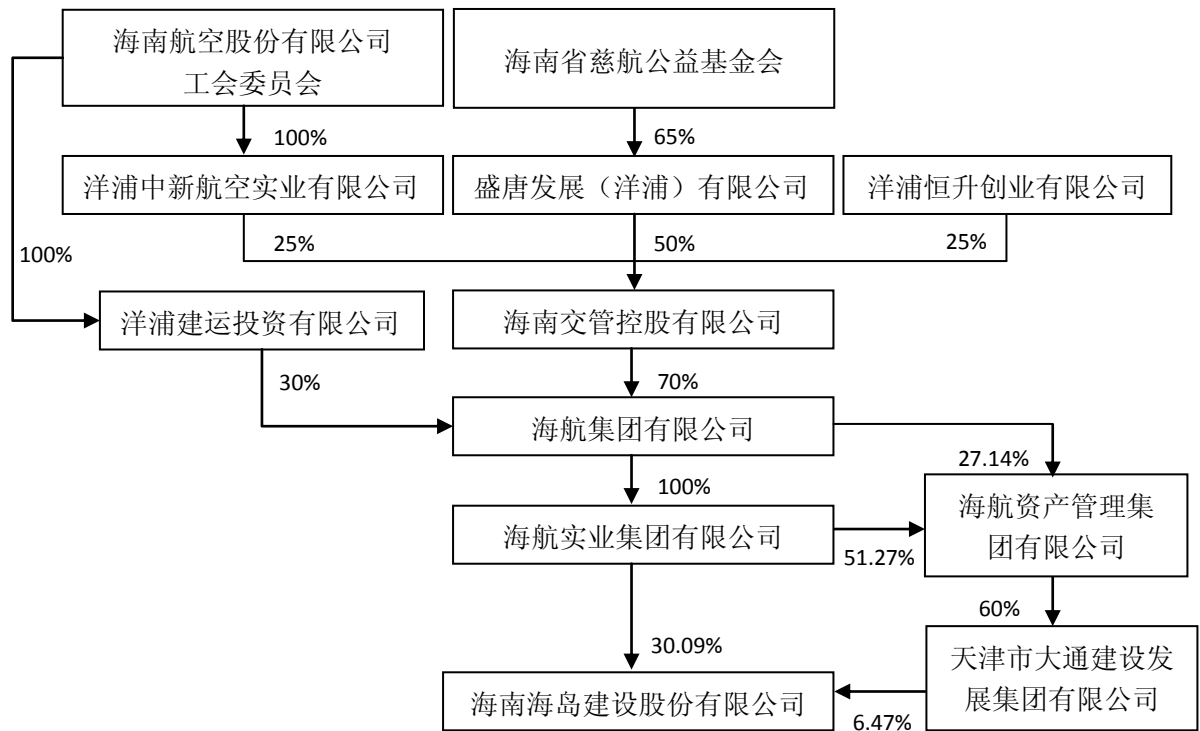 海南航空股份有限公司
工会委员会
海南省慈航公益基金会
100%
65%
洋浦中新航空实业有限公司
盛唐发展（洋浦）有限公司
洋浦恒升创业有限公司
25%
50%
25%
100%
洋浦建运投资有限公司
海南交管控股有限公司
30%
70%
海航集团有限公司
27.14%
100%
海航实业集团有限公司
海航资产管理集
团有限公司
51.27%
60%
30.09%
天津市大通建设发
展集团有限公司
海南海岛建设股份有限公司
6.47%